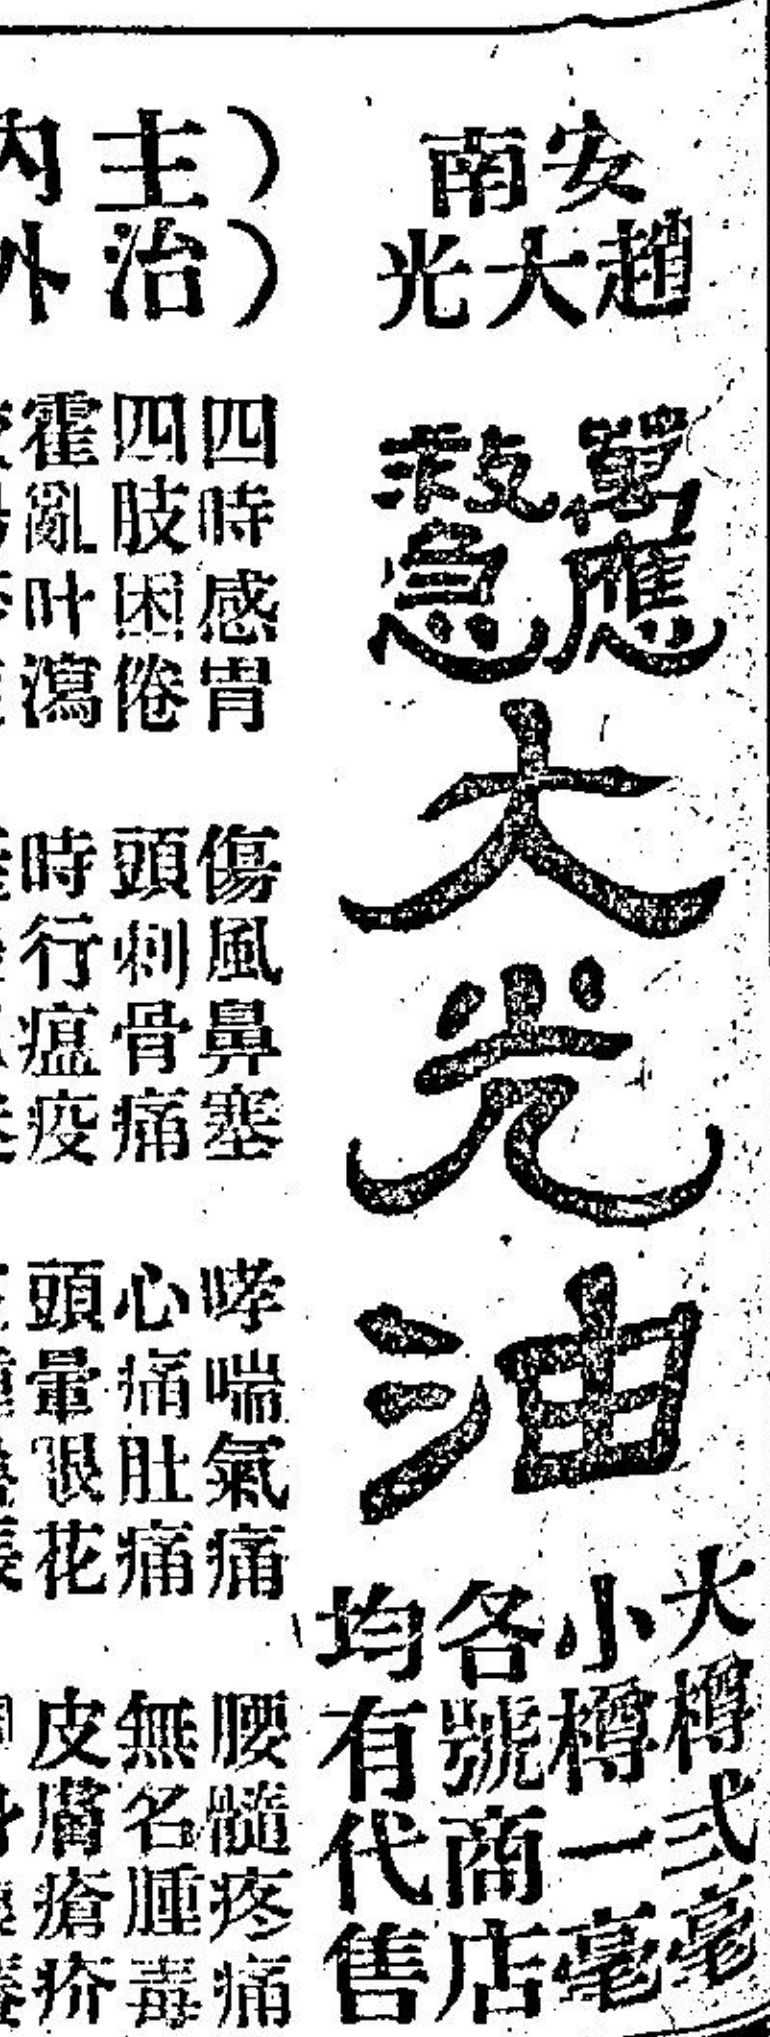 安南
趙大光
萬應
救急
大光油
大樽弍毫
小樽一毫
各號商店
均有代售
主治
內外
四時感冐
傷風鼻塞
哮喘氣痛
腰髓疼痛
四肢困倦
頭刺骨痛
心痛肚痛
無名腫毒
霍亂吐瀉
時行瘟疫
頭暈眼花
皮膚瘡疥